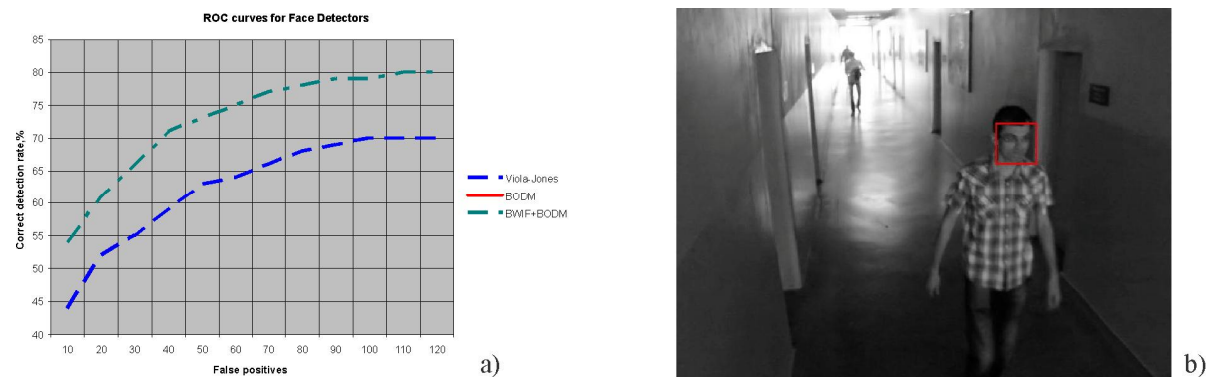 ROC curves for Face Detectors
85
80
75
70
65
60
55
50
45
40
Correct detection rate,%
10 20 30 40 50 60 70 80 90 100 110 120
False positives
Viola-Jones
BODM
BWIF+BODM
a)
b)